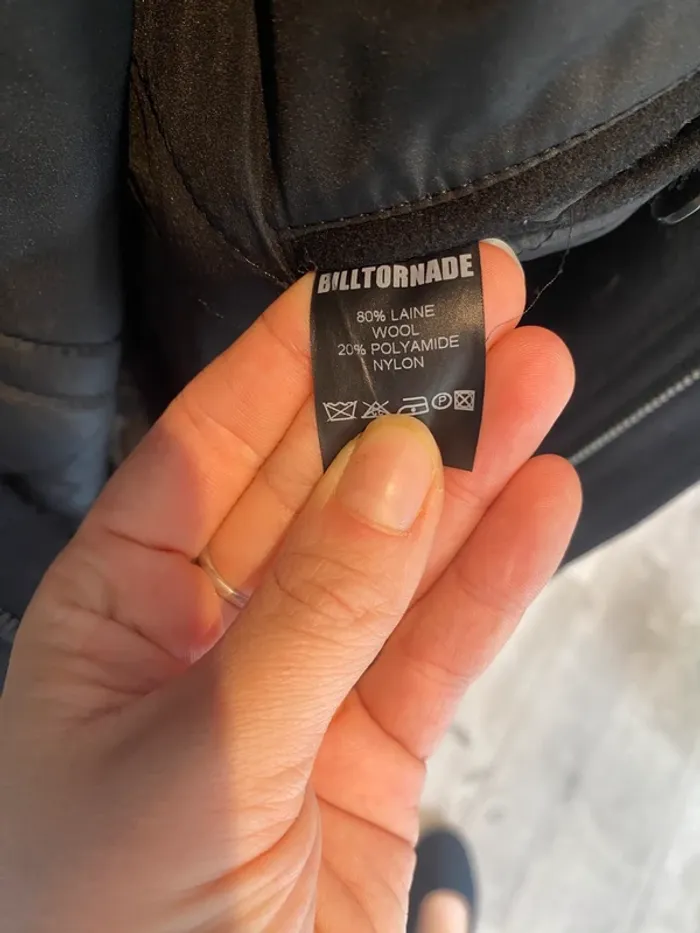 BILLTORNADE
80% LAINE
WOOL
20% POLYAMIDE
NYLON
P